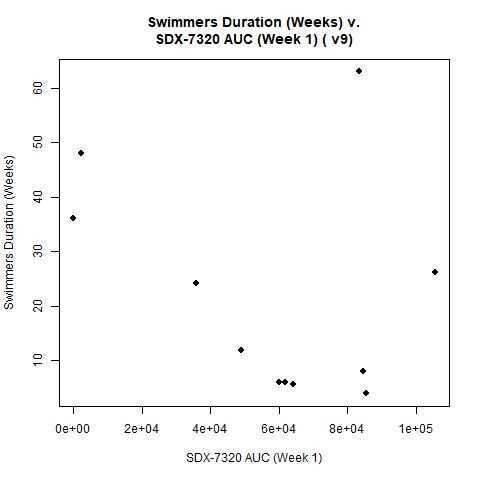 Swimmers Duration (Weeks) v.
SDX-7320 AUC (Week 1) ( v9)
Swimmers Duration (Weeks)
60
50
40
30
20
10
0e+00 2e+04 4e+04 6e+04 8e+04 1e+05
SDX-7320 AUC (Week 1)